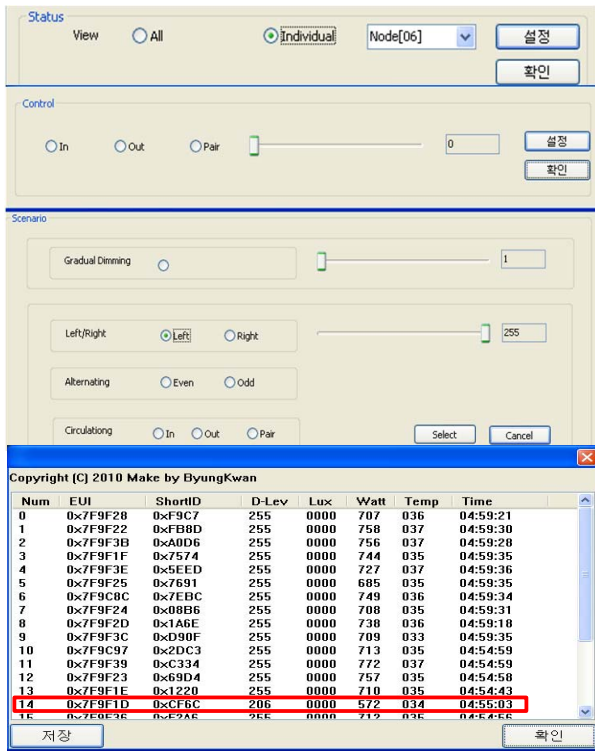 Status
View All Individual Node[06] 설정
확인
Control
In Out Pair 0 설정
확인
Scenario
Gradual Dimming 1
Left/Right Left Right 255
Alternating Even Odd
Circulationg In Out Pair Select Cancel
Copyright (C) 2010 Make by ByungKwan
Num EUI ShortID D-Lev Lux Watt Temp Time
0 0x7F9F28 0xF9C7 255 0000 707 036 04:59:21
1 0x7F9F22 0xFB8D 255 0000 758 037 04:59:30
2 0x7F9F3B 0xA0D6 255 0000 756 037 04:59:28
3 0x7F9F1F 0x7574 255 0000 744 035 04:59:35
4 0x7F9F3E 0x5EED 255 0000 727 037 04:59:36
5 0x7F9F25 0x7691 255 0000 685 035 04:59:35
6 0x7F9C8C 0x7EBC 255 0000 749 036 04:59:34
7 0x7F9F24 0x08B6 255 0000 708 035 04:59:31
8 0x7F9F2D 0x1A6E 255 0000 738 036 04:59:18
9 0x7F9F3C 0xD90F 255 0000 709 033 04:59:35
10 0x7F9C97 0x2DC3 255 0000 713 035 04:54:59
11 0x7F9F39 0xC334 255 0000 772 037 04:54:59
12 0x7F9F23 0x69D4 255 0000 757 035 04:54:58
13 0x7F9F1E 0x1220 255 0000 710 035 04:54:43
14 0x7F9F1D 0xCF6C 206 0000 572 034 04:55:03
15 0x7F9F36 0xF2A6 255 0000 712 035 04:54:56
저장 확인